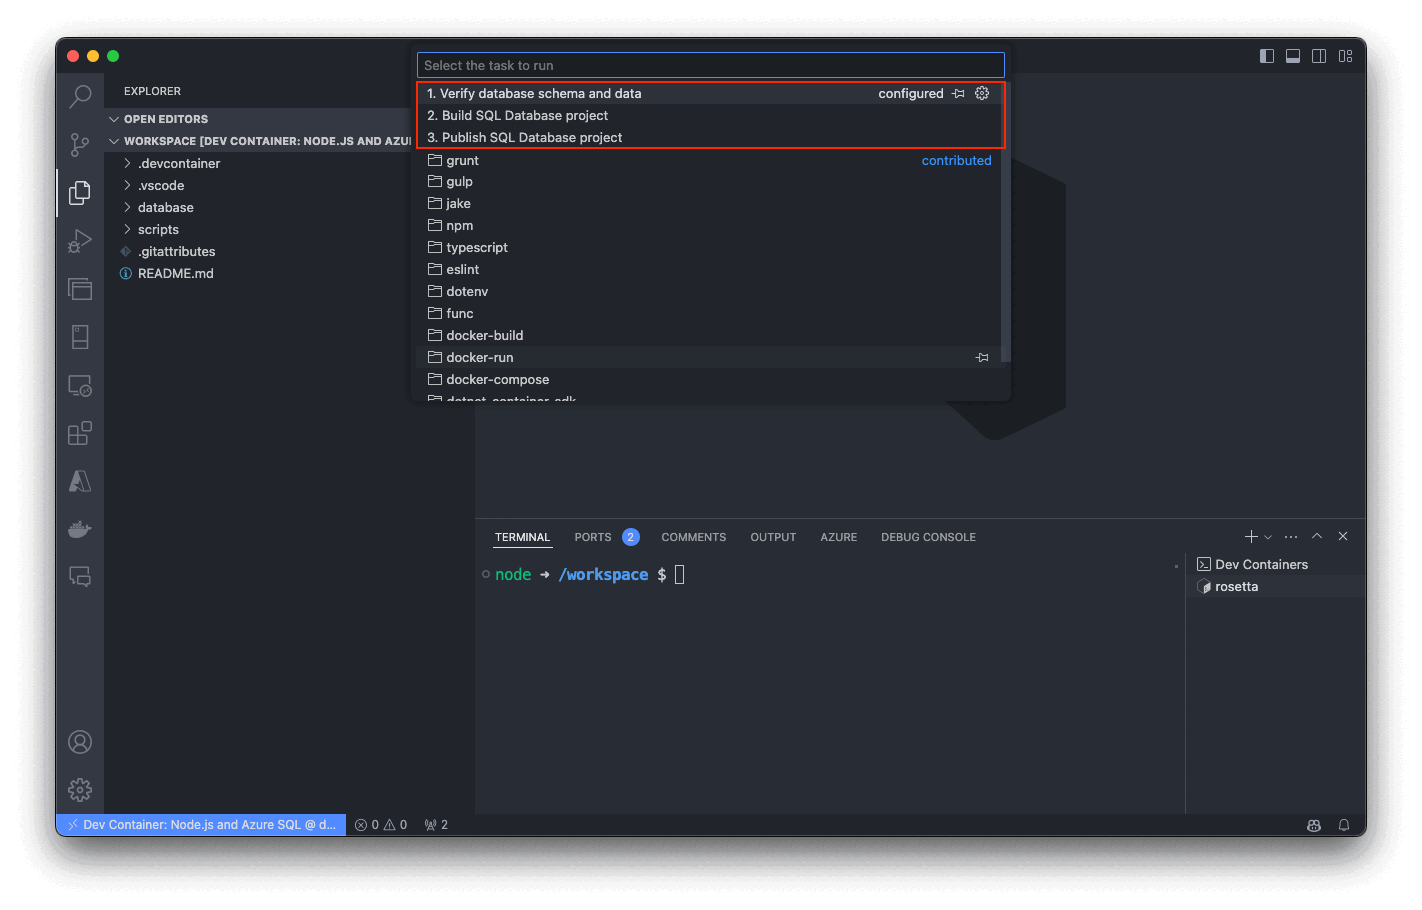 Select the task to run
1. Verify database schema and data configured
2. Build SQL Database project
3. Publish SQL Database project
grunt contributed
gulp
jake
npm
typescript
eslint
dotenv
func
docker-build
docker-run
docker-compose
dotnet-container-sdk
EXPLORER
OPEN EDITORS
WORKSPACE [DEV CONTAINER: NODE.JS AND AZU
.devcontainer
.vscode
database
scripts
.gitattributes
README.md
TERMINAL PORTS 2 COMMENTS OUTPUT AZURE DEBUG CONSOLE
node ➜ /workspace $
Dev Containers
rosetta
Dev Container: Node.js and Azure SQL @ d... 0 0 2